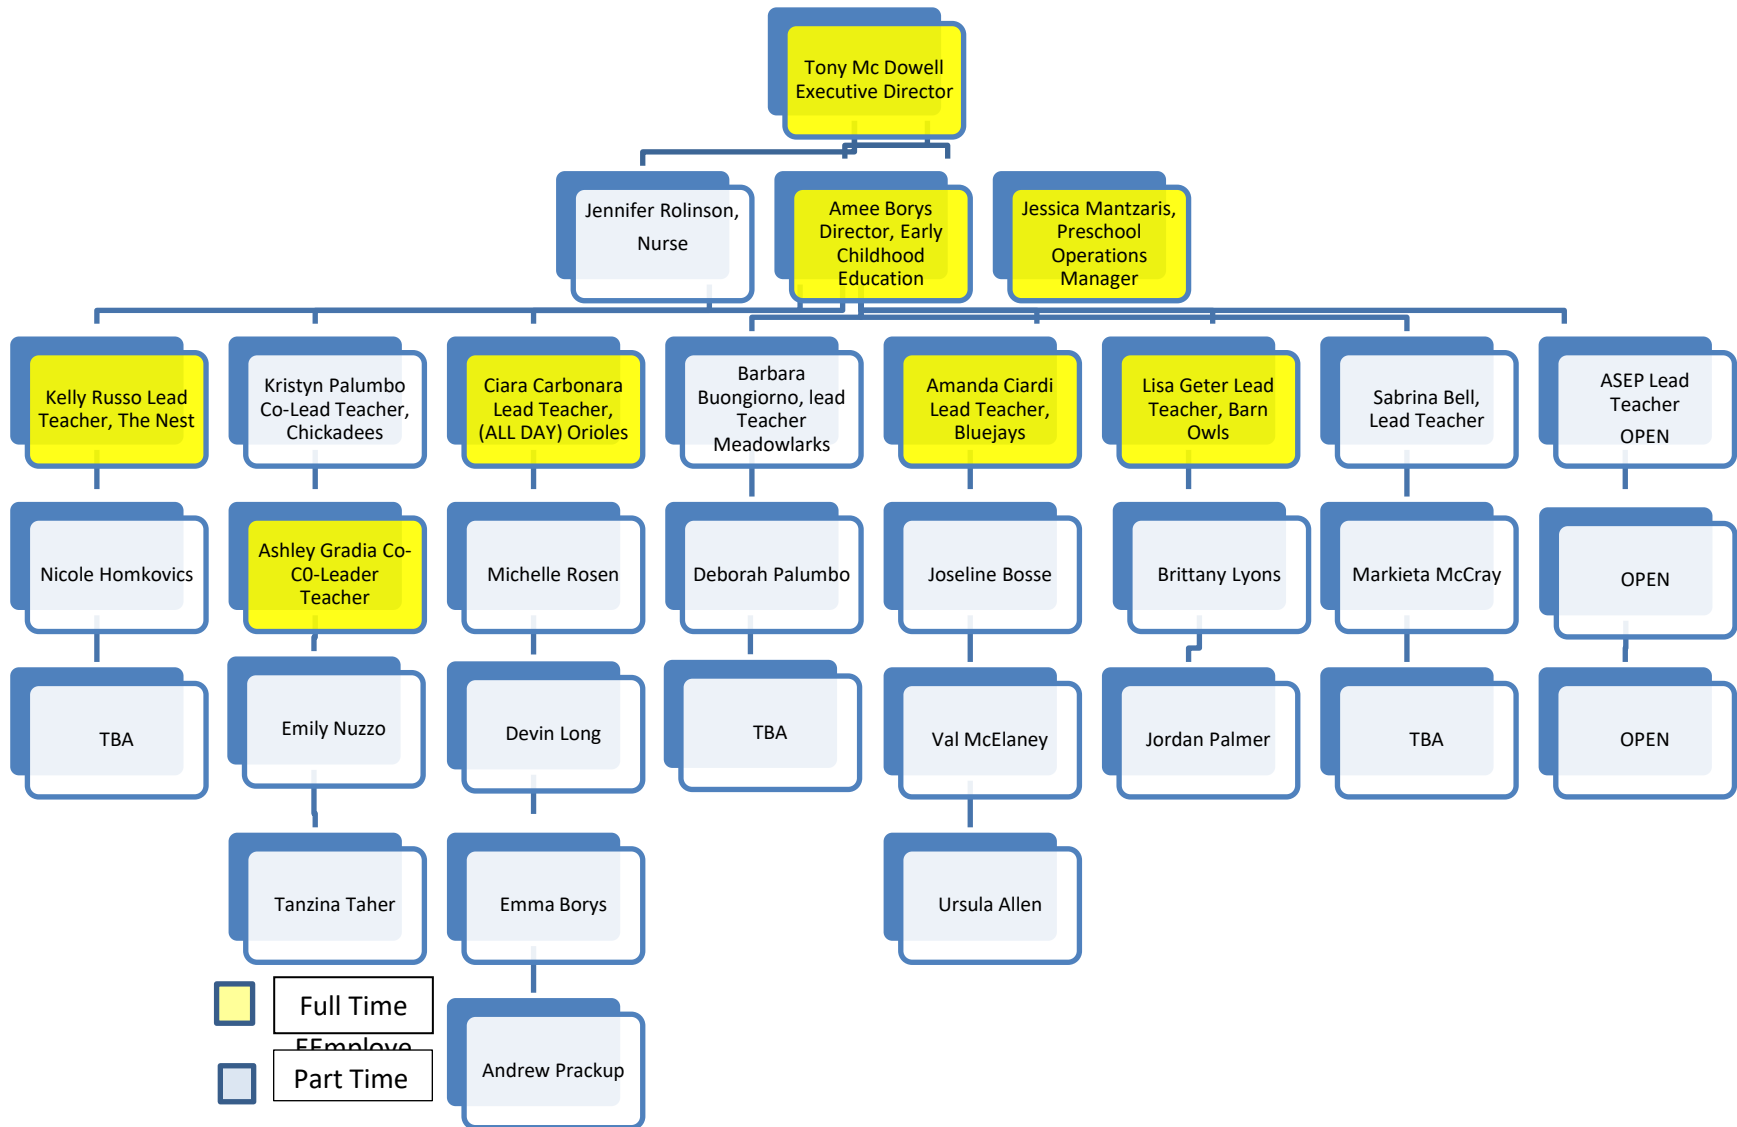 Tony Mc Dowell
Executive Director
Jennifer Rolinson,
Nurse
Amee Borys
Director, Early
Childhood
Education
Jessica Mantzaris,
Preschool
Operations
Manager
Kelly Russo Lead
Teacher, The Nest
Kristyn Palumbo
Co-Lead Teacher,
Chickadees
Ciara Carbonara
Lead Teacher,
(ALL DAY) Orioles
Barbara
Buongiorno, lead
Teacher
Meadowlarks
Amanda Ciardi
Lead Teacher,
Bluejays
Lisa Geter Lead
Teacher, Barn
Owls
Sabrina Bell,
Lead Teacher
ASEP Lead
Teacher
OPEN
Nicole Homkovics
Ashley Gradia Co-
C0-Leader
Teacher
Michelle Rosen
Deborah Palumbo
Joseline Bosse
Brittany Lyons
Markieta McCray
OPEN
TBA
Emily Nuzzo
Devin Long
TBA
Val McElaney
Jordan Palmer
TBA
OPEN
Tanzina Taher
Emma Borys
Ursula Allen
Andrew Prackup
Full Time
EEmploye
Part Time